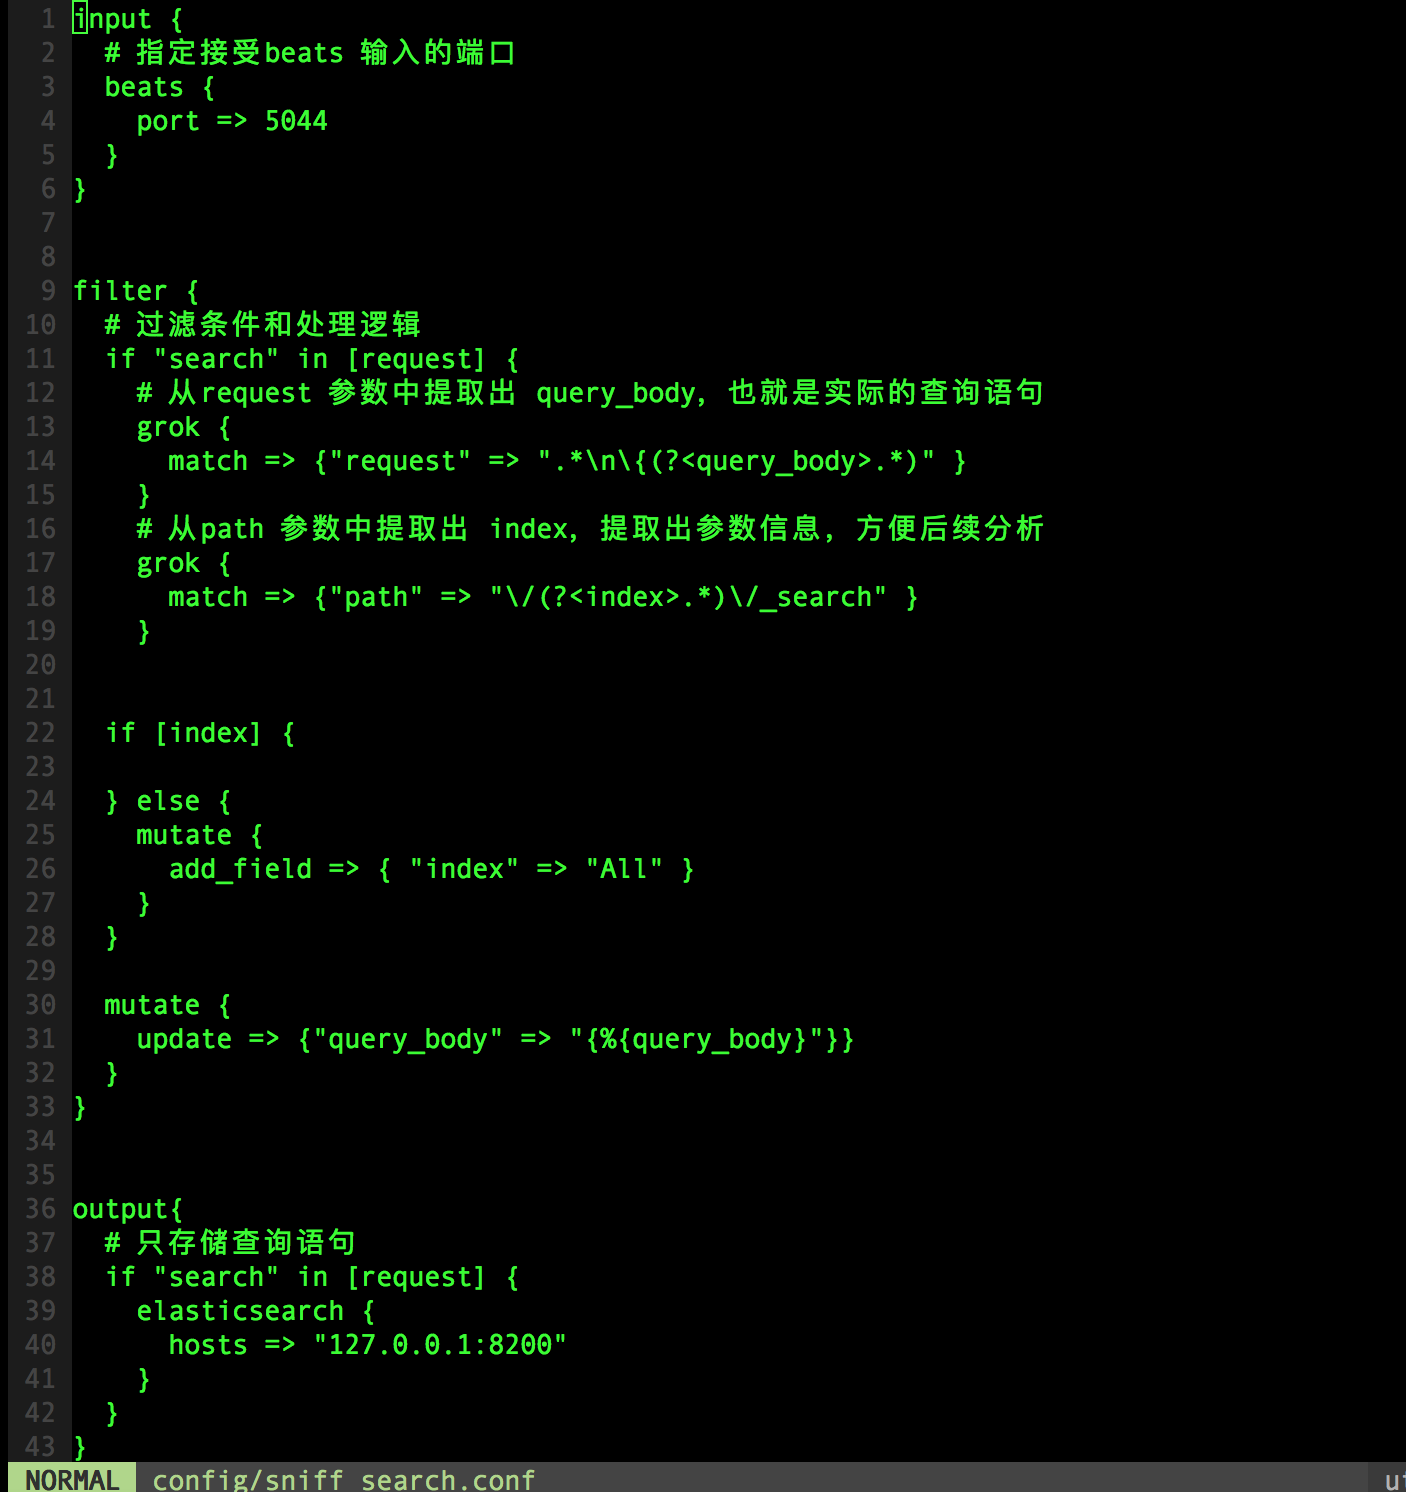 1 input {
2   # 指定接受beats 输入的端口
3   beats {
4     port => 5044
5   }
6 }
7
8
9 filter {
10   # 过滤条件和处理逻辑
11   if "search" in [request] {
12     # 从request 参数中提取出 query_body, 也就是实际的查询语句
13     grok {
14       match => {"request" => ".*\n\{(?<query_body>.*)" }
15     }
16     # 从path 参数中提取出 index, 提取出参数信息, 方便后续分析
17     grok {
18       match => {"path" => "\/(?<index>.*)\/_search" }
19     }
20
21
22   if [index] {
23
24   } else {
25     mutate {
26       add_field => { "index" => "All" }
27     }
28   }
29
30   mutate {
31     update => {"query_body" => "{%{query_body}"}}
32   }
33 }
34
35
36 output{
37   # 只存储查询语句
38   if "search" in [request] {
39     elasticsearch {
40       hosts => "127.0.0.1:8200"
41     }
42   }
43 }
NORMAL config/sniff_search.conf